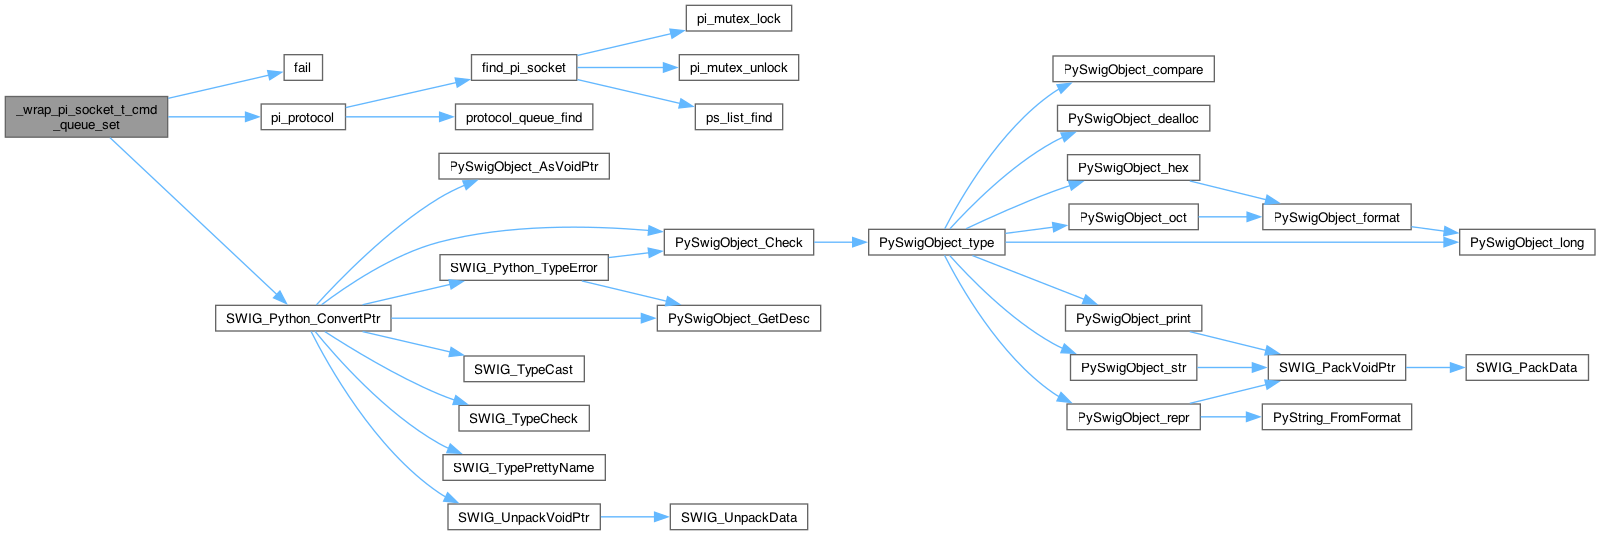 _wrap_pi_socket_t_cmd
_queue_set
fail
pi_protocol
find_pi_socket
protocol_queue_find
pi_mutex_lock
pi_mutex_unlock
ps_list_find
SWIG_Python_ConvertPtr
PySwigObject_AsVoidPtr
SWIG_Python_TypeError
PySwigObject_Check
PySwigObject_GetDesc
SWIG_TypeCast
SWIG_TypeCheck
SWIG_TypePrettyName
SWIG_UnpackVoidPtr
SWIG_UnpackData
PySwigObject_type
PySwigObject_compare
PySwigObject_dealloc
PySwigObject_hex
PySwigObject_oct
PySwigObject_format
PySwigObject_long
PySwigObject_print
PySwigObject_str
PySwigObject_repr
SWIG_PackVoidPtr
SWIG_PackData
PyString_FromFormat